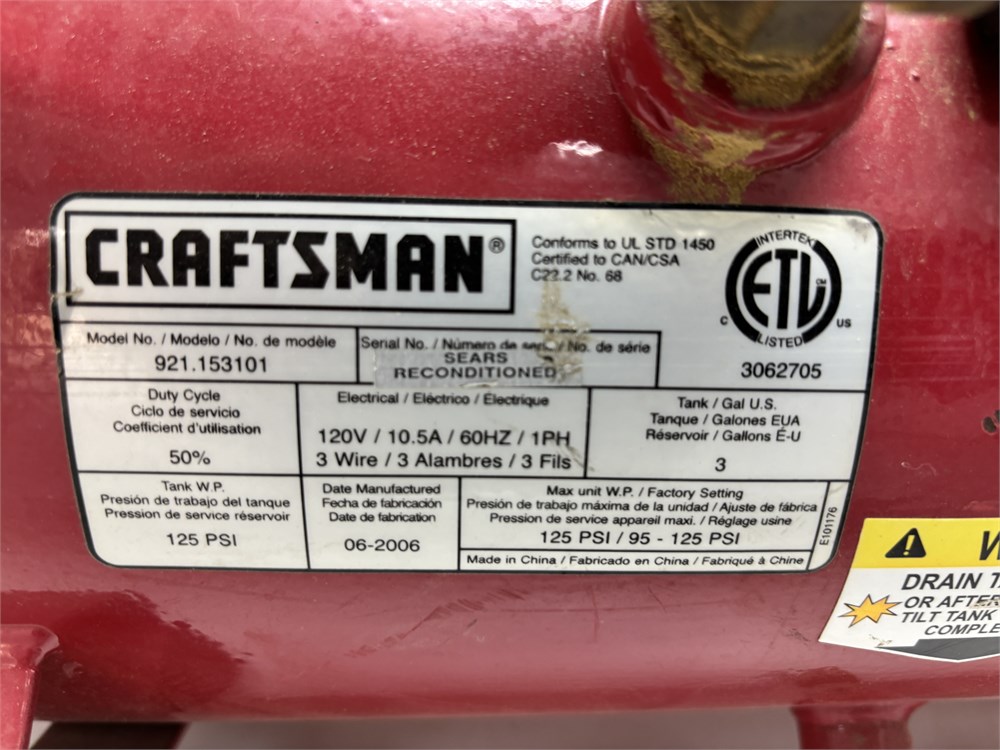 CRAFTSMAN®
Conforms to UL STD 1450
Certified to CAN/CSA
C22.2 No. 68
INTERTEK
ETL
CM
C US
LISTED
3062705
Model No. / Modelo / No. de modèle
921.153101
Serial No. / Número de No. de série
SEARS
RECONDITIONED
Duty Cycle
Ciclo de servicio
Coefficient d'utilisation
50%
Electrical / Eléctrico / Électrique
120V / 10.5A / 60HZ / 1PH
3 Wire / 3 Alambres / 3 Fils
Tank / Gal U.S.
Tanque / Galones EUA
Réservoir / Gallons É-U
3
Tank W.P.
Presión de trabajo del tanque
Pression de service réservoir
125 PSI
Date Manufactured
Fecha de fabricación
Date de fabrication
06-2006
Max unit W.P. / Factory Setting
Presión de trabajo máxima de la unidad / Ajuste de fábrica
Pression de service appareil maxi. / Réglage usine
125 PSI / 95 - 125 PSI
Made in China / Fabricado en China / Fabriqué à Chine
E101176
DRAIN
OR AFTER
TILT TANK